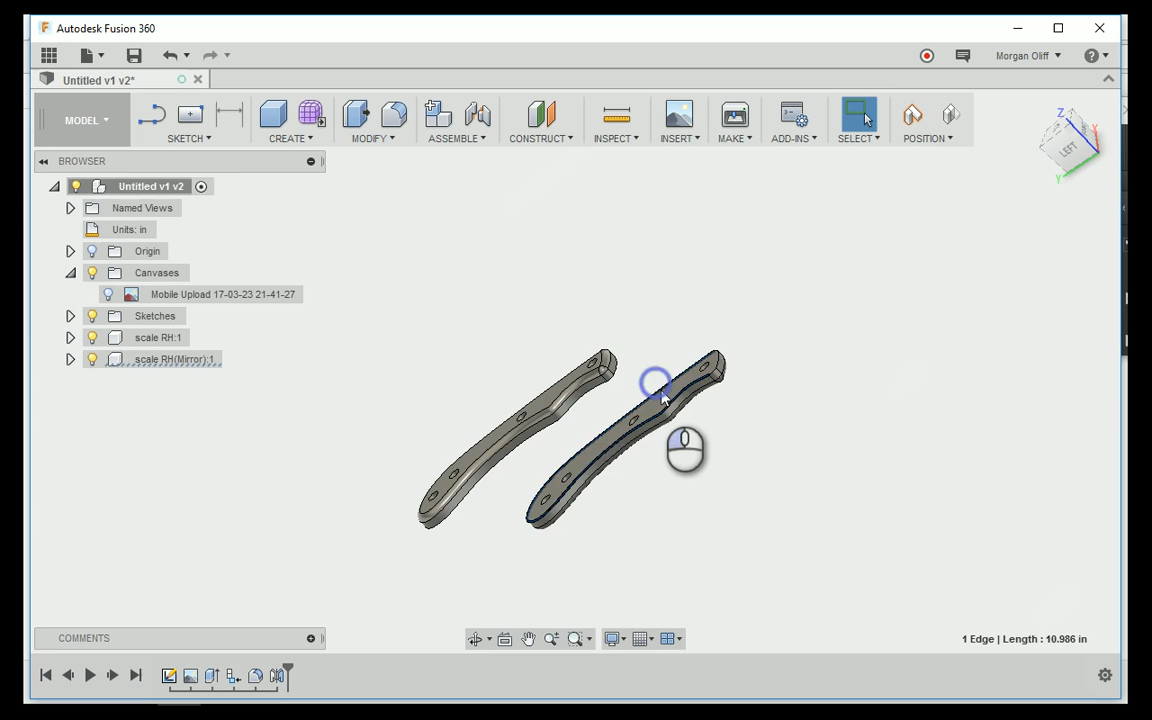 Autodesk Fusion 360
Morgan Oliff
Untitled v1 v2*
MODEL
SKETCH
CREATE
MODIFY
ASSEMBLE
CONSTRUCT
INSPECT
INSERT
MAKE
ADD-INS
SELECT
POSITION
Z
X
LEFT
Y
BROWSER
Untitled v1 v2
Named Views
Units: in
Origin
Canvases
Mobile Upload 17-03-23 21-41-27
Sketches
scale RH:1
scale RH(Mirror):1
COMMENTS
1 Edge | Length : 10.986 in